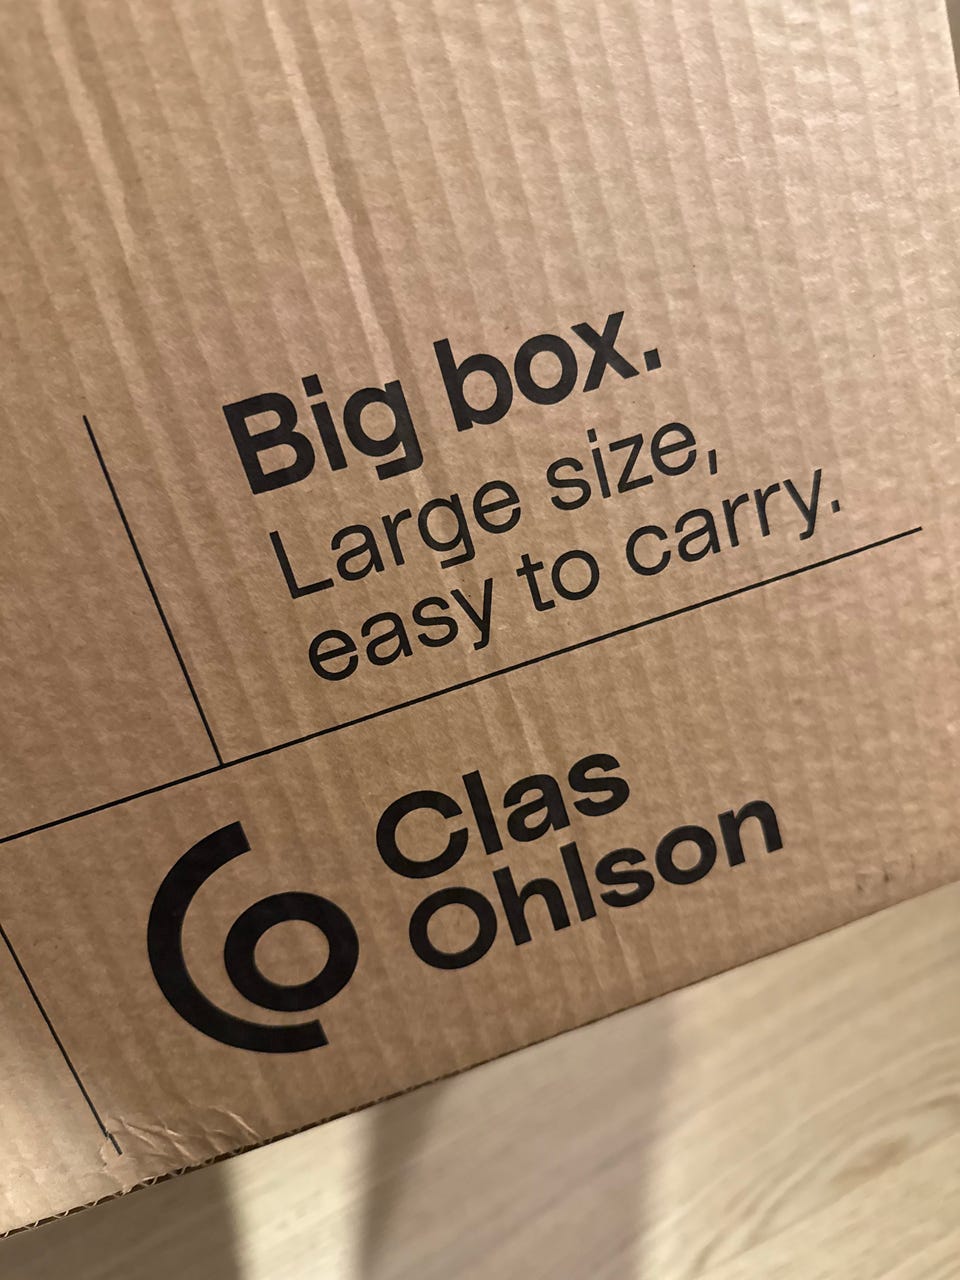 Big box.
Large size,
easy to carry.
Clas
Ohlson